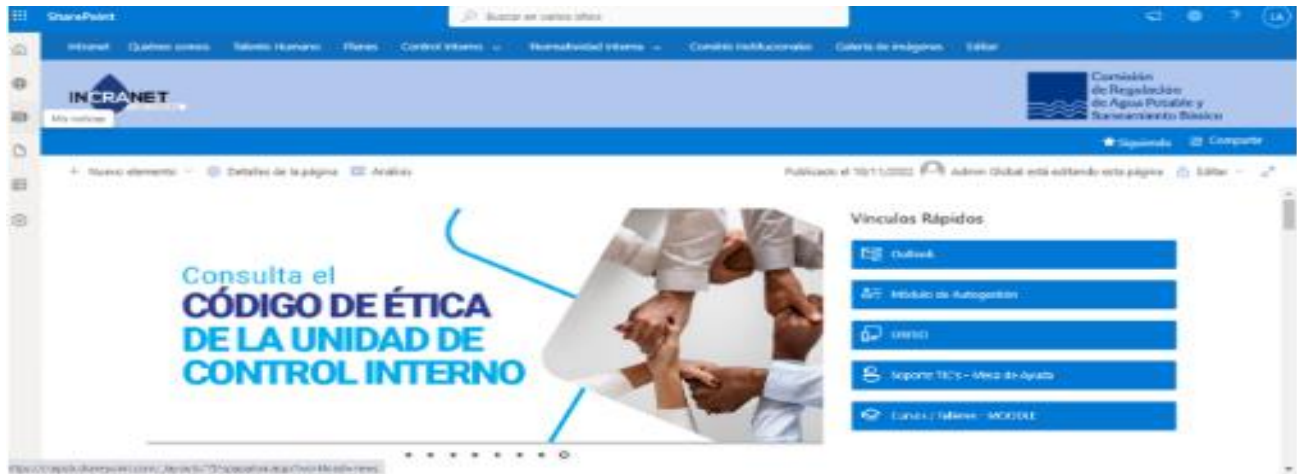 SharePoint
Buscar en varios sitios
Intranet Quiénes somos Talento Humano Planes Control Interno Normatividad Interna Comités Institucionales Galería de imágenes Editar
INCRANET
Comisión
de Regulación
de Agua Potable y
Saneamiento Básico
Mis noticias
Siguiendo Compartir
+ Nuevo elemento Detalles de la página Análisis
Publicado el 10/11/2022 Admin Global está editando esta página Editar
Vínculos Rápidos
Outlook
Módulo de Autogestión
ORFEO
Soporte TIC's - Mesa de Ayuda
Cursos / Talleres - MOODLE
Consulta el
CÓDIGO DE ÉTICA
DE LA UNIDAD DE
CONTROL INTERNO